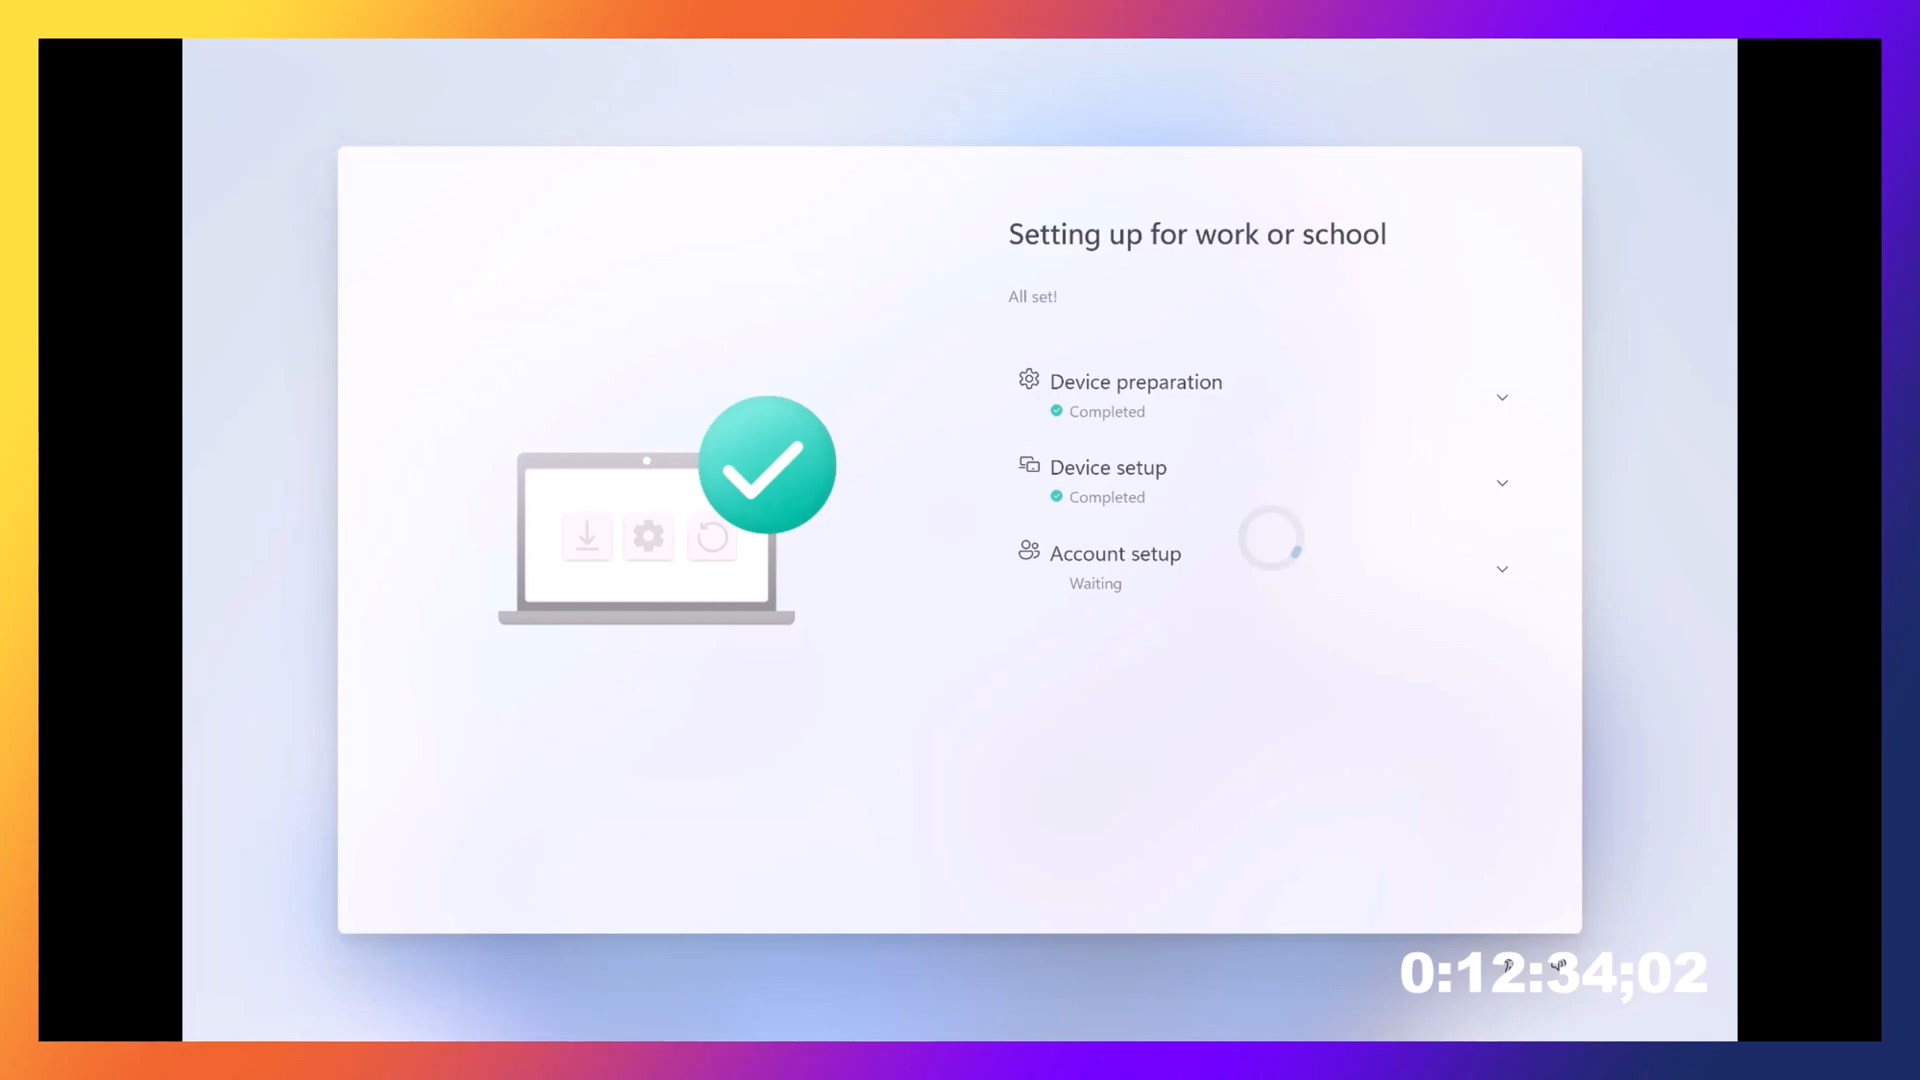 Setting up for work or school
All set!
Device preparation
Completed
Device setup
Completed
Account setup
Waiting
0:12:34;02